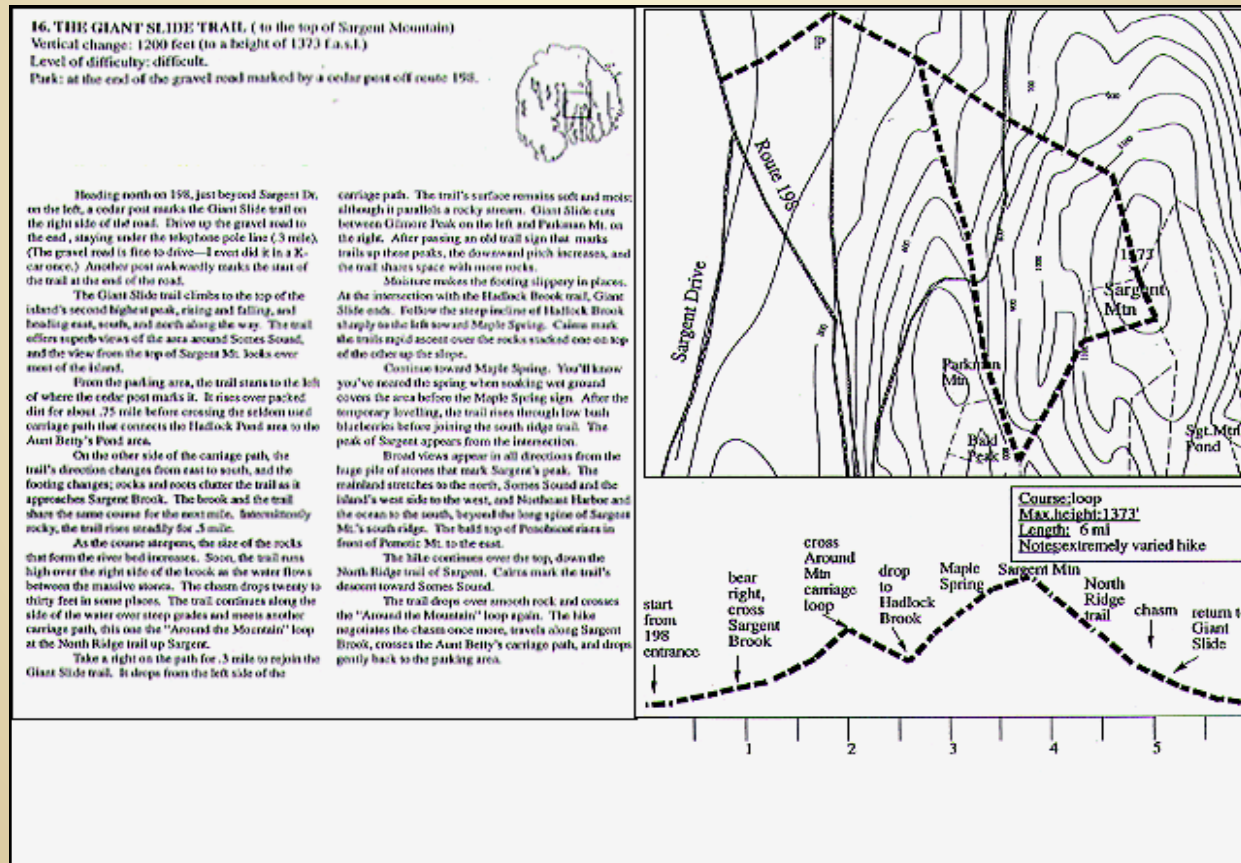 16. THE GIANT SLIDE TRAIL ( to the top of Sargent Mountain)
Vertical change: 1200 feet (to a height of 1373 f.a.s.l.)
Level of difficulty: difficult.
Park: at the end of the gravel road marked by a cedar post off route 198.
Heading north on 198, just beyond Sargent Dr.
on the left, a cedar post marks the Giant Slide trail on
the right side of the road. Drive up the gravel road to
the end , staying under the telephone pole line (.3 mile).
(The gravel road is fine to drive—I even did it in a K-
car once.) Another post awkwardly marks the start of
the trail at the end of the road.
The Giant Slide trail climbs to the top of the
island's second highest peak, rising and falling, and
heading east, south, and north along the way. The trail
offers superb views of the area around Somes Sound,
and the view from the top of Sargent Mt. looks over
most of the island.
From the parking area, the trail starts to the left
of where the cedar post marks it. It rises over packed
dirt for about .75 mile before crossing the seldom used
carriage path that connects the Hadlock Pond area to the
Aunt Betty's Pond area.
On the other side of the carriage path, the
trail's direction changes from east to south, and the
footing changes; rocks and roots clutter the trail as it
approaches Sargent Brook. The brook and the trail
share the same course for the next mile. Intermittently
rocky, the trail rises steadily for .5 mile.
As the course steepens, the size of the rocks
that form the river bed increases. Soon, the trail runs
high over the right side of the brook as the water flows
between the massive stones. The chasm drops twenty to
thirty feet in some places. The trail continues along the
side of the water over steep grades and meets another
carriage path, this one the "Around the Mountain" loop
at the North Ridge trail up Sargent.
Take a right on the path for .3 mile to rejoin the
Giant Slide trail. It drops from the left side of the
carriage path. The trail's surface remains soft and moist
although it parallels a rocky stream. Giant Slide cuts
between Gilmore Peak on the left and Parkman Mt. on
the right. After passing an old trail sign that marks
trails up these peaks, the downward pitch increases, and
the trail shares space with more rocks.
Moisture makes the footing slippery in places.
At the intersection with the Hadlock Brook trail, Giant
Slide ends. Follow the steep incline of Hadlock Brook
sharply to the left toward Maple Spring. Cairns mark
the trails rapid ascent over the rocks stacked one on top
of the other up the slope.
Continue toward Maple Spring. You'll know
you've neared the spring when soaking wet ground
covers the area before the Maple Spring sign. After the
temporary levelling, the trail rises through low bush
blueberries before joining the south ridge trail. The
peak of Sargent appears from the intersection.
Broad views appear in all directions from the
huge pile of stones that mark Sargent's peak. The
mainland stretches to the north, Somes Sound and the
island's west side to the west, and Northeast Harbor and
the ocean to the south, beyond the long spine of Sargent
Mt.'s south ridge. The bald top of Penobscot rises in
front of Pemetic Mt. to the east.
The hike continues over the top, down the
North Ridge trail of Sargent. Cairns mark the trail's
descent toward Somes Sound.
The trail drops over smooth rock and crosses
the "Around the Mountain" loop again. The hike
negotiates the chasm once more, travels along Sargent
Brook, crosses the Aunt Betty's carriage path, and drops
gently back to the parking area.
P
Route 198
Sargent Drive
1373
Sargent
Mtn
Parkman
Mtn
Bald
Peak
Sgt.Mtn
Pond
Course:loop
Max.height:1373'
Length: 6 mi
Notes:extremely varied hike
start
from
198
entrance
bear
right,
cross
Sargent
Brook
cross
Around
Mtn
carriage
loop
drop
to
Hadlock
Brook
Maple
Spring
Sargent Mtn
North
Ridge
trail
chasm
return to
Giant
Slide
1 2 3 4 5